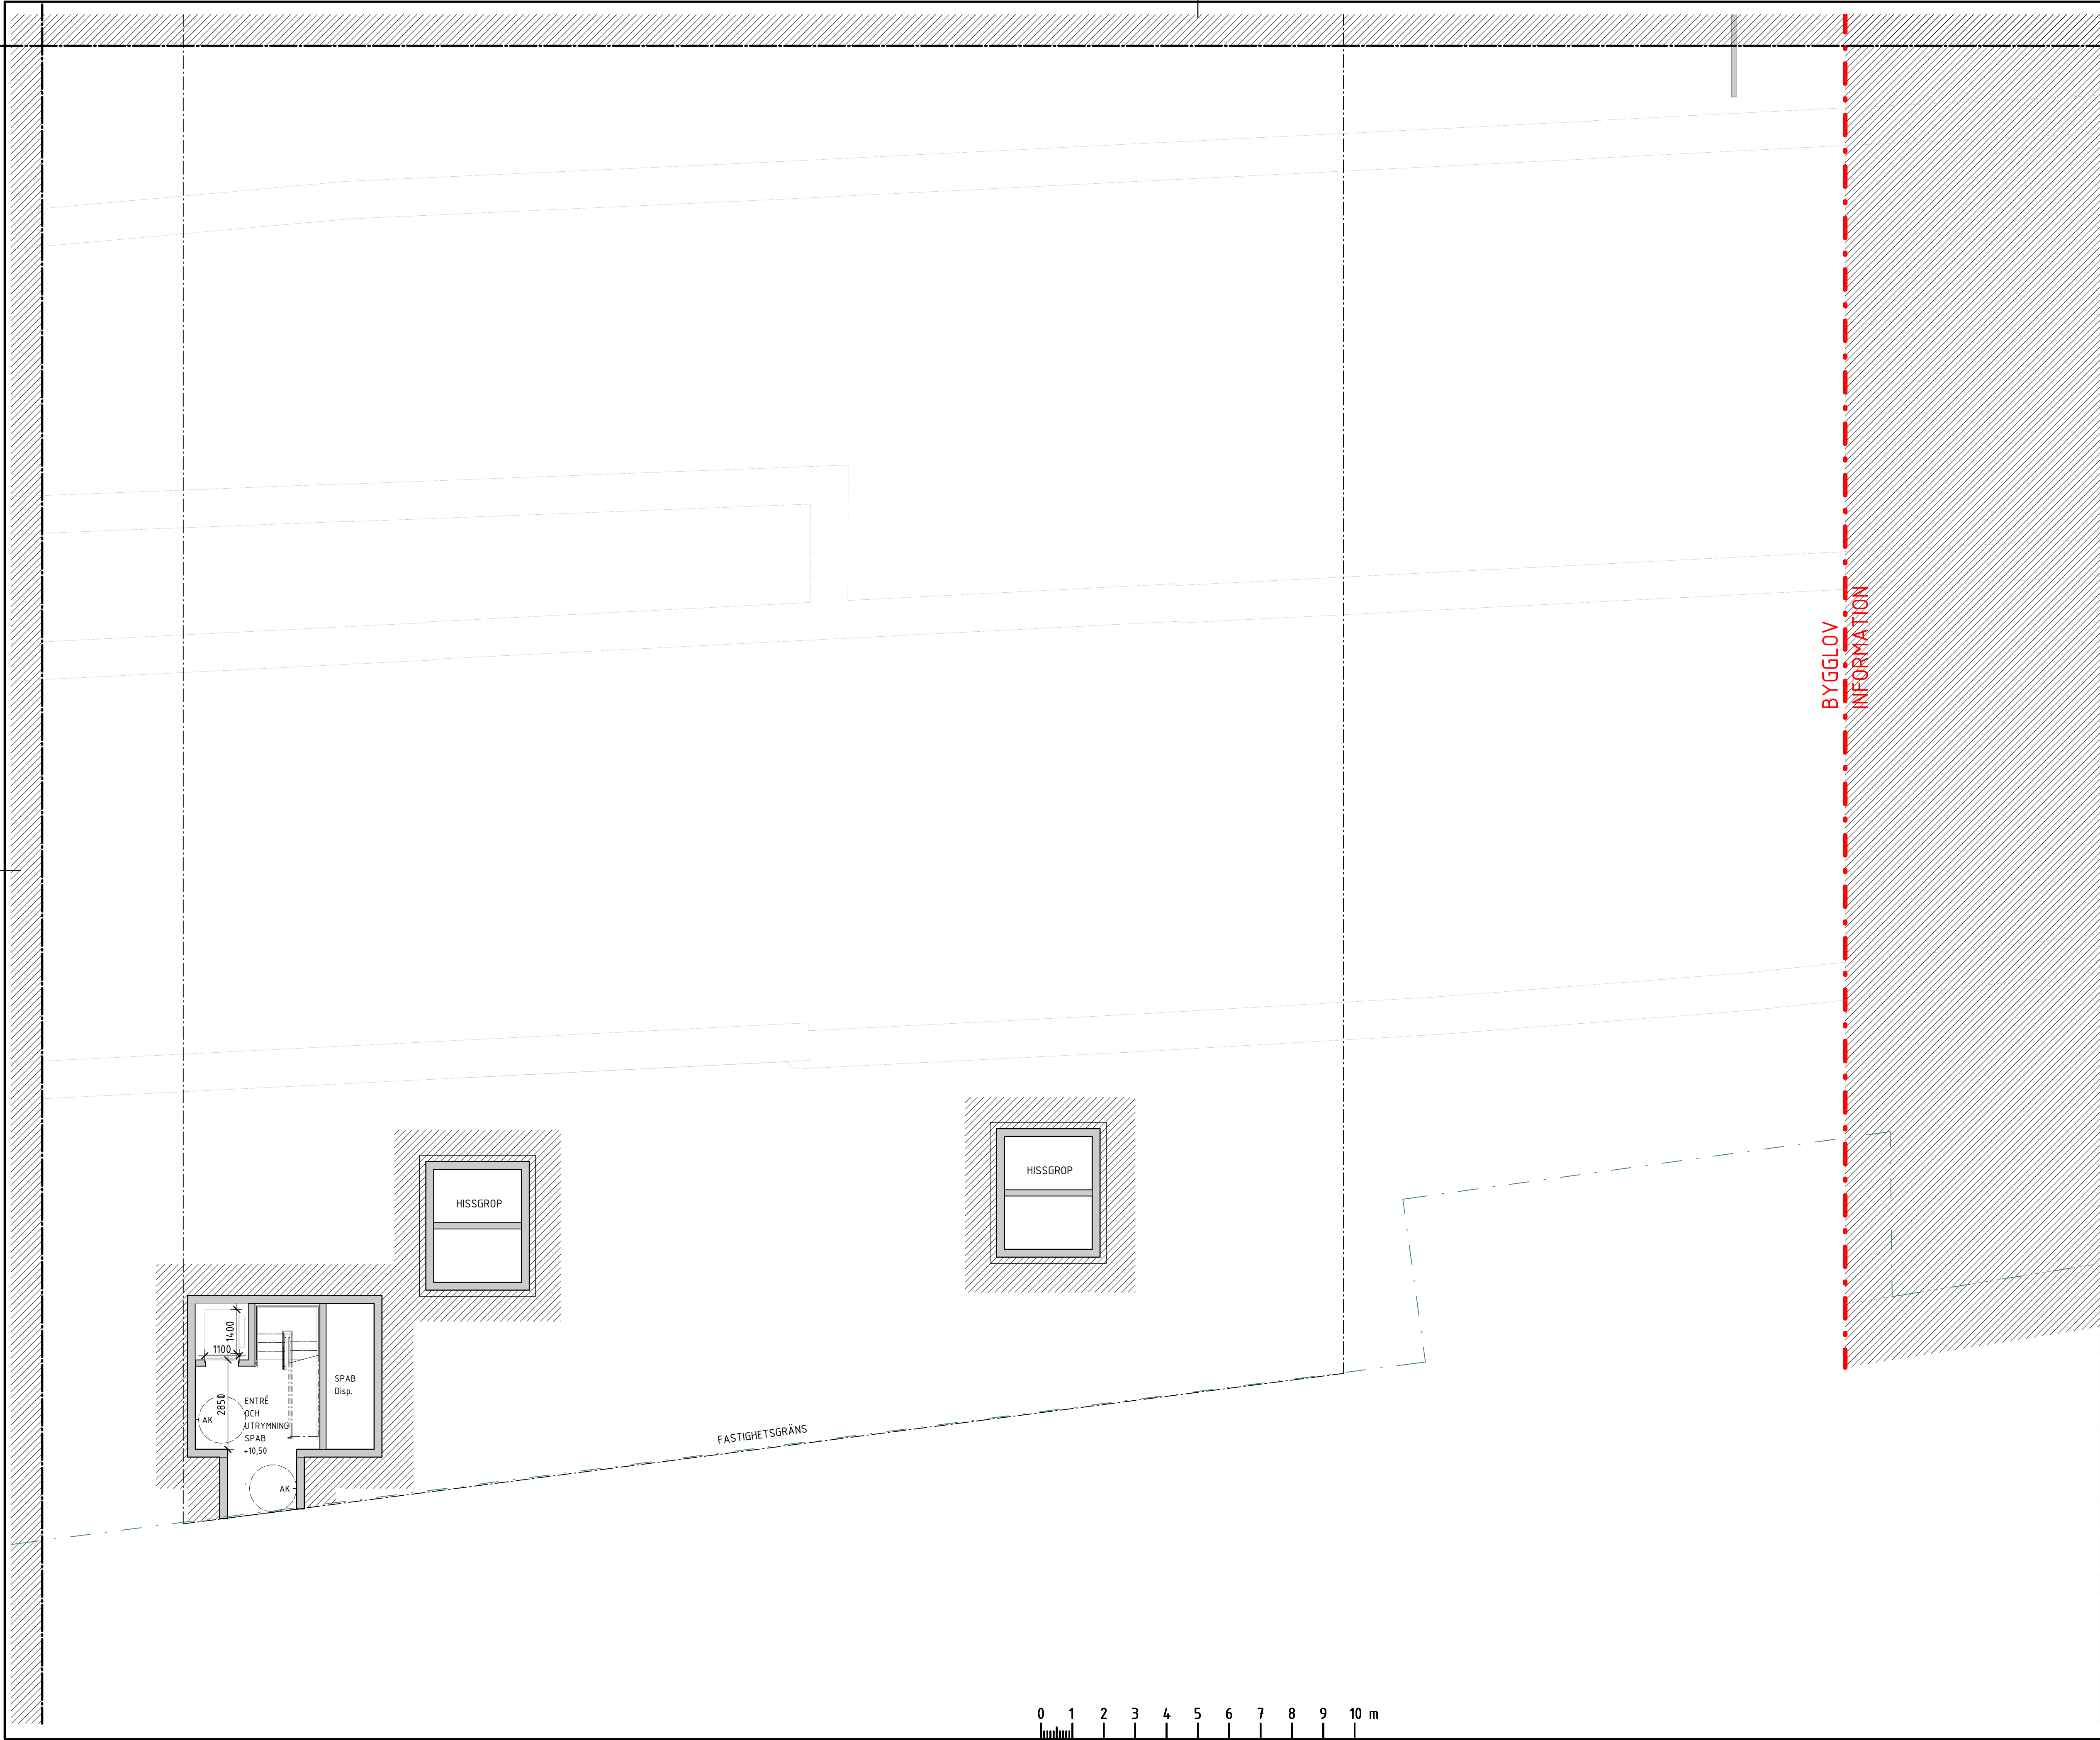 BYGGLOV
INFORMATION
HISSGROP
HISSGROP
1400
1100
2850
SPAB
Disp.
ENTRÉ
OCH
UTRYMNING
SPAB
+10,50
AK
AK
FASTIGHETSGRÄNS
0 1 2 3 4 5 6 7 8 9 10 m